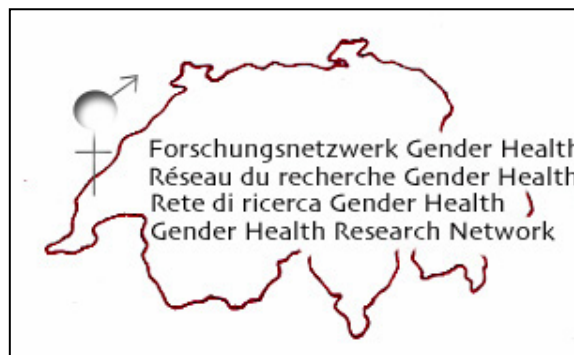 Forschungsnetzwerk Gender Health
Réseau du recherche Gender Health
Rete di ricerca Gender Health
Gender Health Research Network